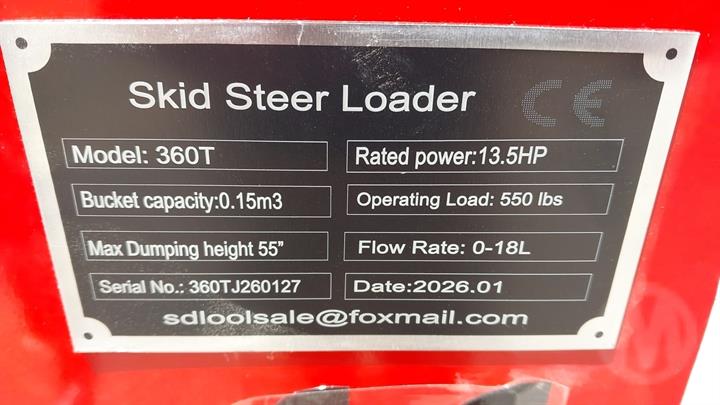 Skid Steer Loader CE
Model: 360T
Rated power:13.5HP
Bucket capacity:0.15m3
Operating Load: 550 lbs
Max Dumping height 55”
Flow Rate: 0-18L
Serial No.: 360TJ260127
Date:2026.01
sdloolsale@foxmail.com
M